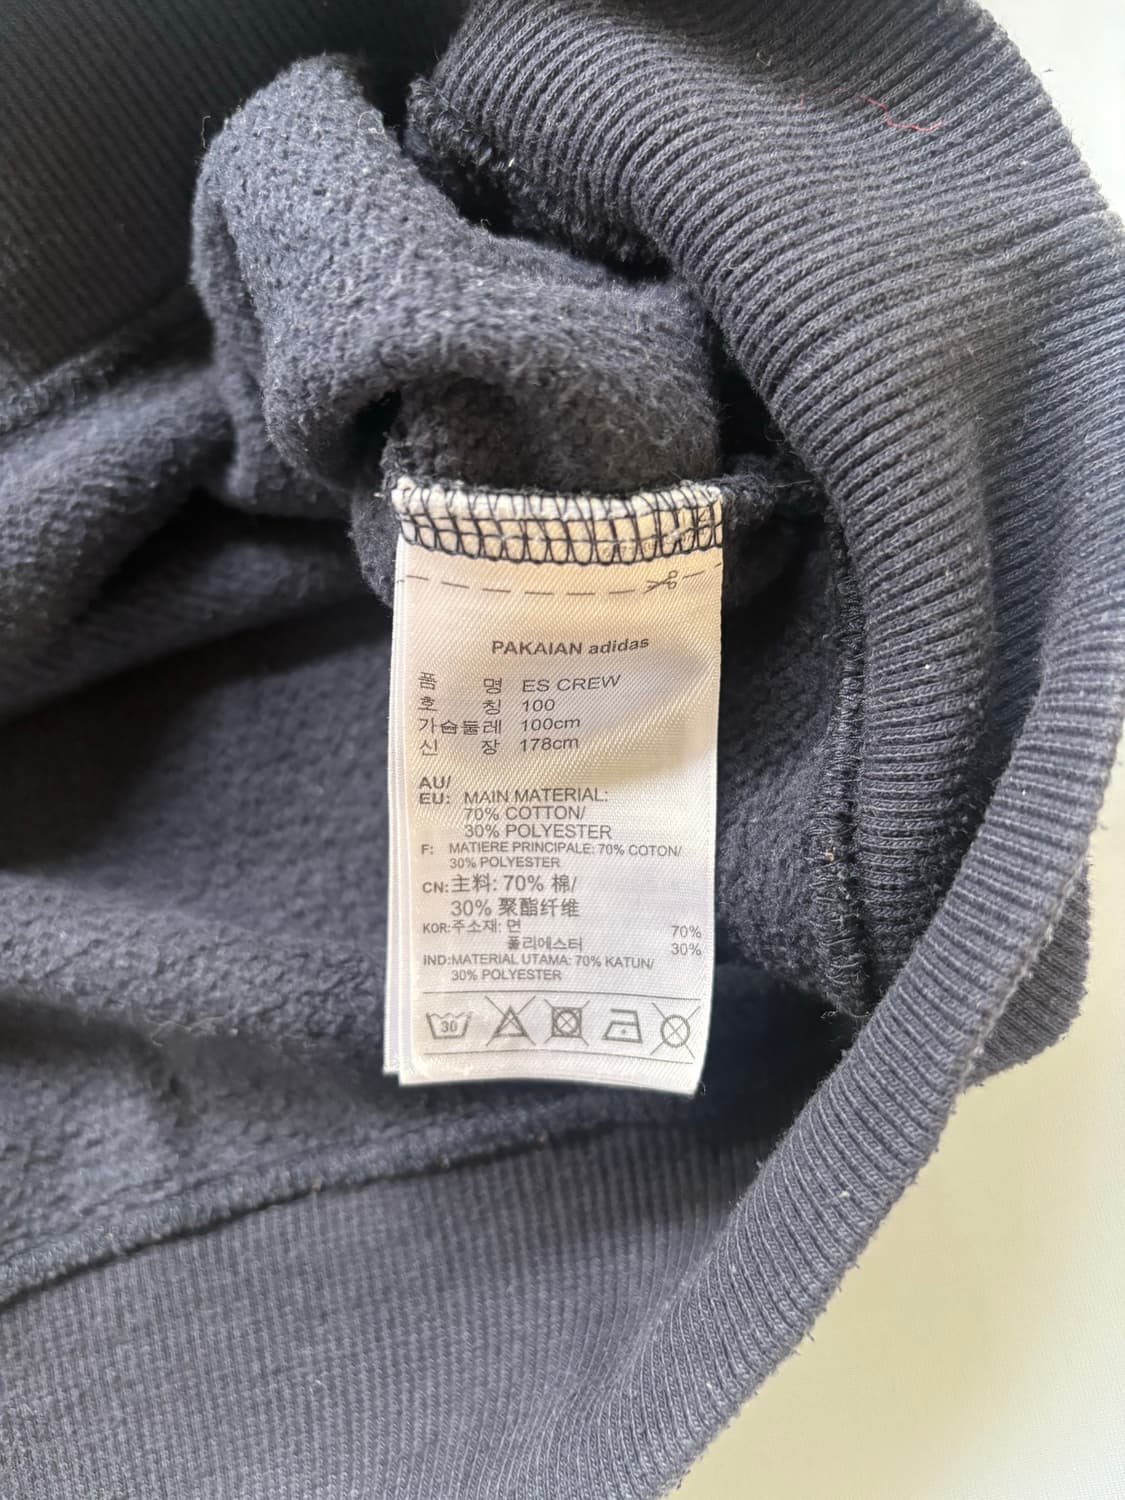 PAKAIAN adidas
품 명 ES CREW
호 칭 100
가슴둘레 100cm
신 장 178cm
AU/
EU: MAIN MATERIAL:
70% COTTON/
30% POLYESTER
F: MATIERE PRINCIPALE: 70% COTON/
30% POLYESTER
CN:主料: 70% 棉/
30% 聚酯纤维
KOR:주소재: 면 70%
폴리에스터 30%
IND:MATERIAL UTAMA: 70% KATUN/
30% POLYESTER
30